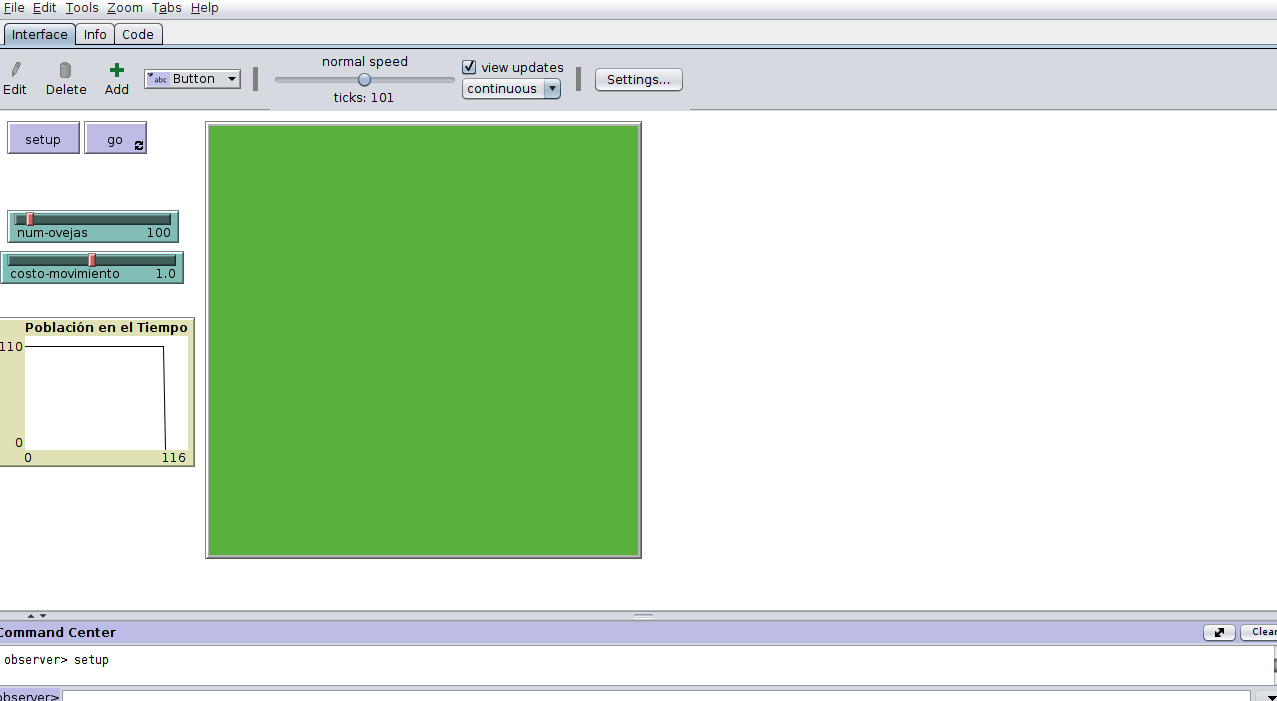 File Edit Tools Zoom Tabs Help
Interface Info Code
normal speed
view updates
Edit Delete Add abc Button continuous Settings...
ticks: 101
setup go
num-ovejas 100
costo-movimiento 1.0
Población en el Tiempo
110
0
0 116
Command Center Clear
observer> setup
observer>